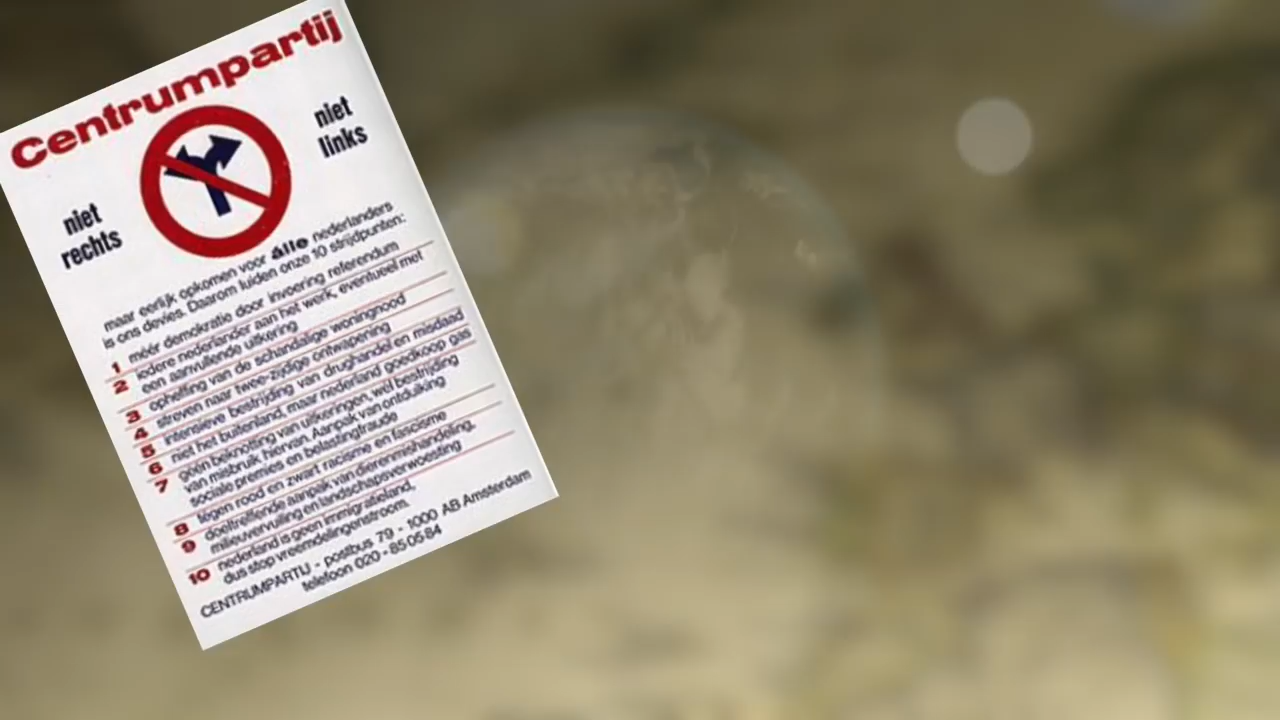 Centrumpartij
niet
links
niet
rechts
maar eerlijk opkomen voor álle nederlanders
is ons devies. Daarom luiden onze 10 strijdpunten:
1 méér demokratie door invoering referendum
2 iedere nederlander aan het werk, eventueel met
een aanvullende uitkering
3 opheffing van de schandalige woningnood
4 streven naar twee-zijdige ontwapening
5 intensieve bestrijding van drughandel en misdaad
6 niet het buitenland, maar nederland goedkoop gas
7 geen beknotting van uitkeringen, wel bestrijding
van misbruik hiervan. Aanpak van ontduiking
sociale premies en belastingfraude
8 tegen rood en zwart racisme en fascisme
9 doeltreffende aanpak van dierenmishandeling,
milieuvervuiling en landschapsverwoesting
10 nederland is geen immigratieland,
dus stop vreemdelingenstroom.
CENTRUMPARTIJ - postbus 79 - 1000 AB Amsterdam
telefoon 020 - 85 05 84